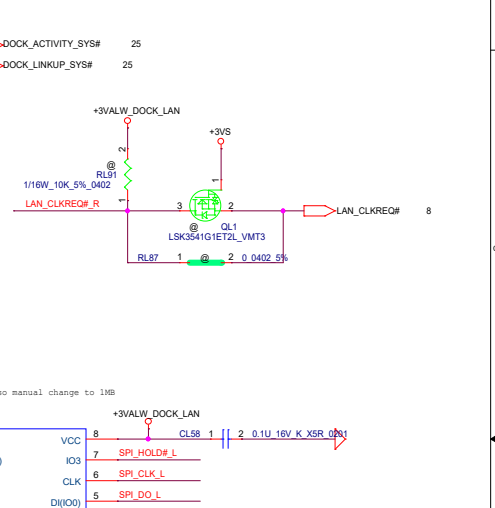 DOCK_ACTIVITY_SYS# 25
DOCK_LINKUP_SYS# 25
+3VALW_DOCK_LAN
+3VS
2
1
@
RL91
1/16W_10K_5%_0402
1
LAN_CLKREQ#_R
3
2
LAN_CLKREQ# 8
@ QL1
LSK3541G1ET2L_VMT3
RL87 1 @ 2 0_0402_5%
so manual change to 1MB
+3VALW_DOCK_LAN
CL58 1 2 0.1U_16V_K_X5R_0201
VCC 8
IO3 7 SPI_HOLD#_L
CLK 6 SPI_CLK_L
DI(IO0) 5 SPI_DO_L